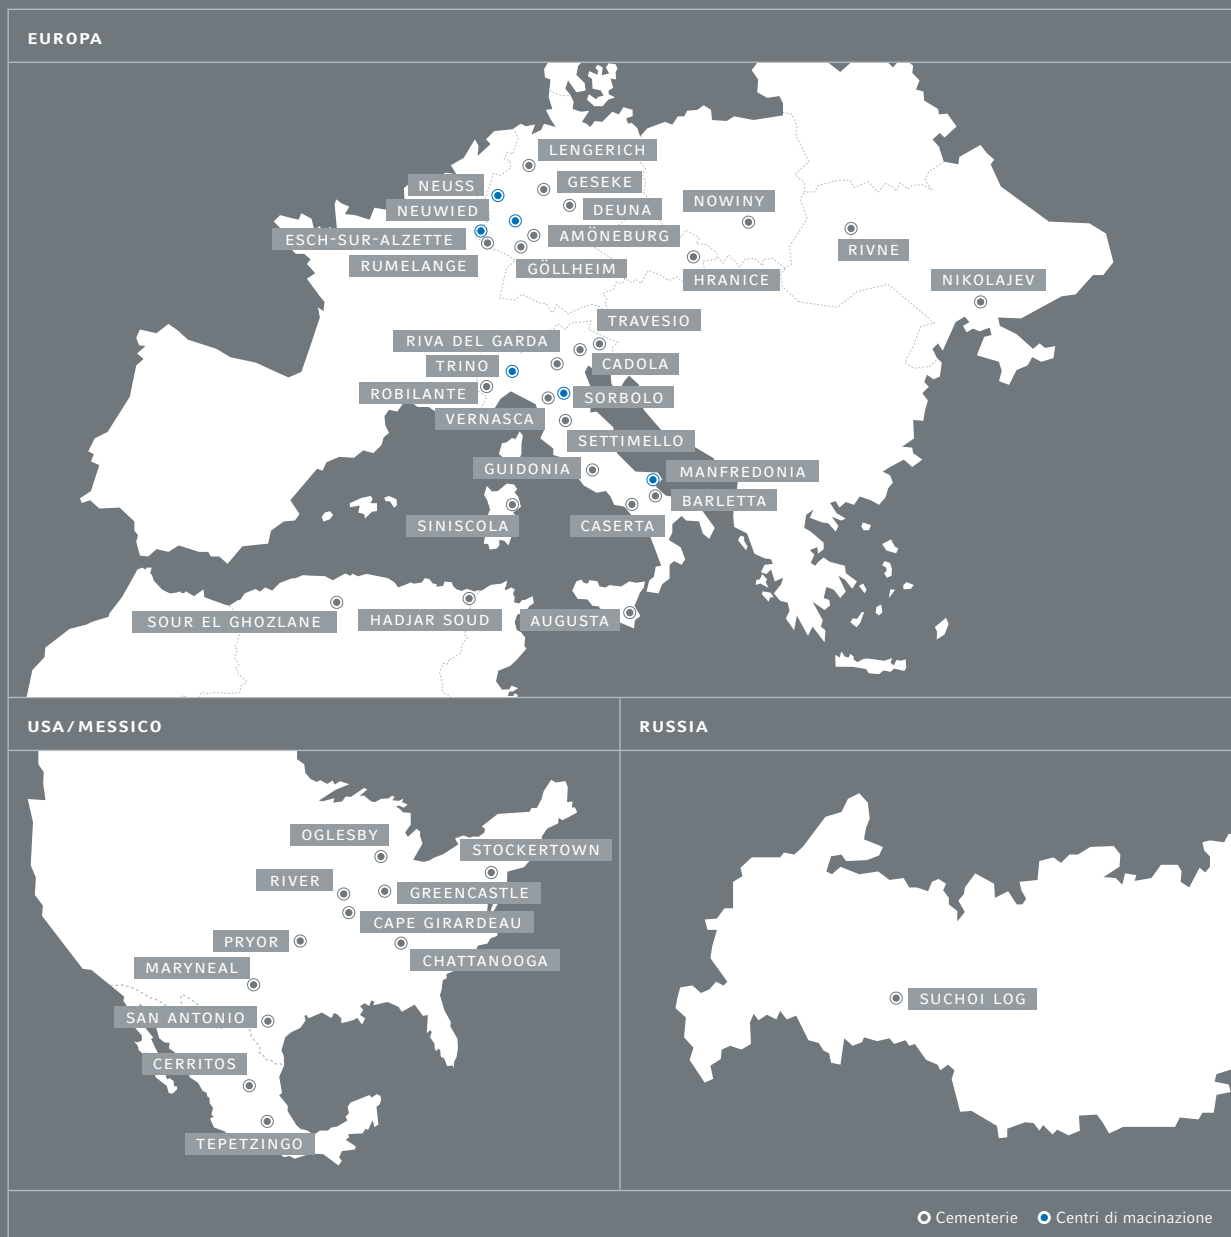 EUROPA
LENGERICH
NEUSS
GESEKE
NEUWIED
DEUNA
NOWINY
ESCH-SUR-ALZETTE
AMÖNEBURG
RIVNE
RUMELANGE
GÖLLHEIM
HRANICE
NIKOLAJEV
TRAVESIO
RIVA DEL GARDA
TRINO
CADOLA
ROBILANTE
SORBOLO
VERNASCA
SETTIMELLO
GUIDONIA
MANFREDONIA
BARLETTA
SINISCOLA
CASERTA
SOUR EL GHOZLANE
HADJAR SOUD
AUGUSTA
USA/MESSICO
OGLESBY
STOCKERTOWN
RIVER
GREENCASTLE
CAPE GIRARDEAU
PRYOR
CHATTANOOGA
MARYNEAL
SAN ANTONIO
CERRITOS
TEPETZINGO
RUSSIA
SUCHOI LOG
Cementerie
Centri di macinazione